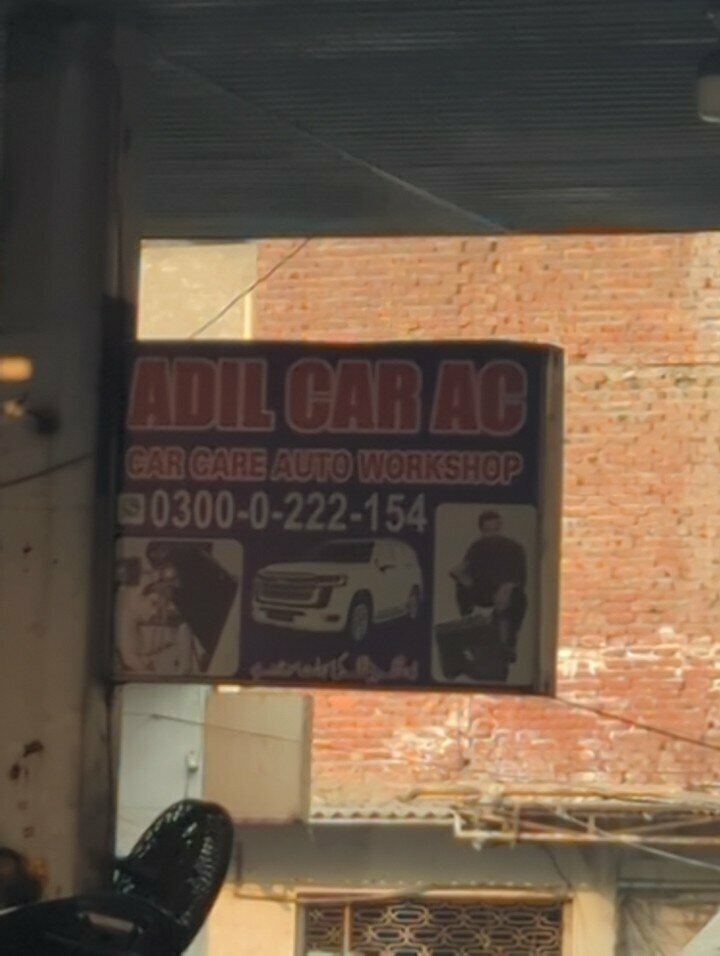 ADIL CAR AC
CAR CARE AUTO WORKSHOP
0300-0-222-154